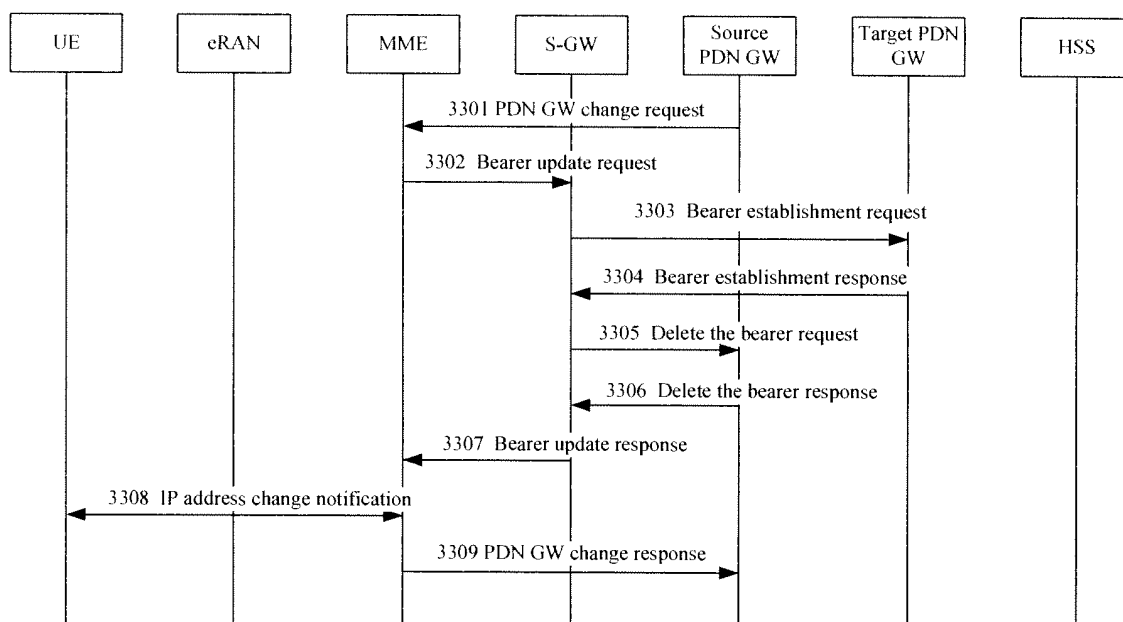 UE
eRAN
MME
S-GW
Source
PDN GW
Target PDN
GW
HSS
3301 PDN GW change request
3302 Bearer update request
3303 Bearer establishment request
3304 Bearer establishment response
3305 Delete the bearer request
3306 Delete the bearer response
3307 Bearer update response
3308 IP address change notification
3309 PDN GW change response